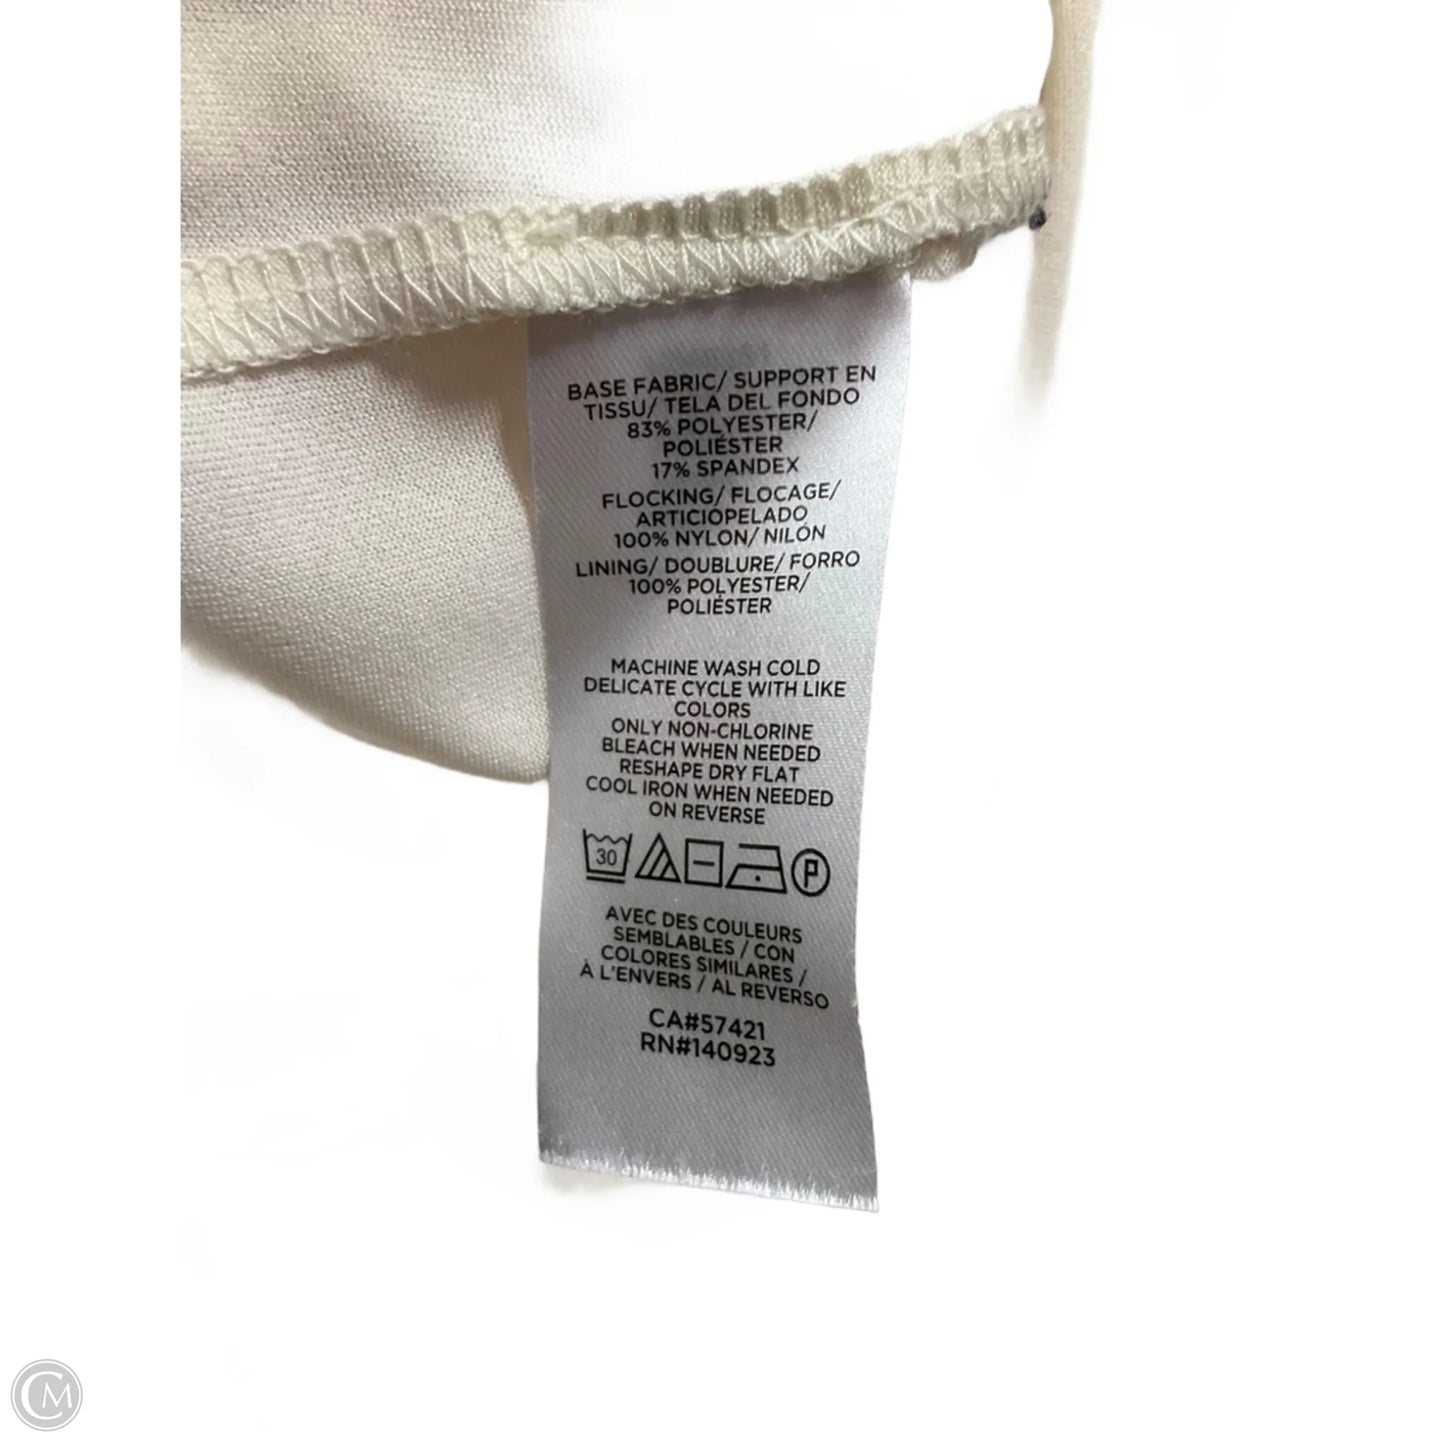 BASE FABRIC/ SUPPORT EN
TISSU/ TELA DEL FONDO
83% POLYESTER/
POLIÉSTER
17% SPANDEX
FLOCKING/ FLOCAGE/
ARTICIOPELADO
100% NYLON/ NILÓN
LINING/ DOUBLURE/ FORRO
100% POLYESTER/
POLIÉSTER
MACHINE WASH COLD
DELICATE CYCLE WITH LIKE
COLORS
ONLY NON-CHLORINE
BLEACH WHEN NEEDED
RESHAPE DRY FLAT
COOL IRON WHEN NEEDED
ON REVERSE
30 P
AVEC DES COULEURS
SEMBLABLES / CON
COLORES SIMILARES /
À L'ENVERS / AL REVERSO
CA#57421
RN#140923
CM